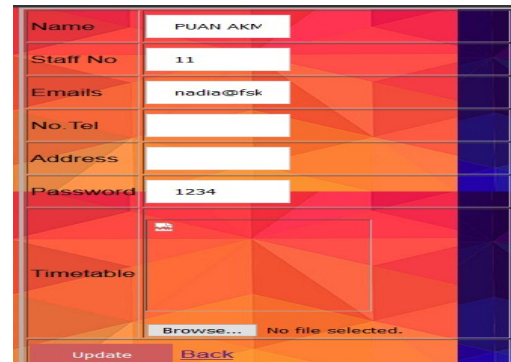 Name PUAN AKM
Staff No 11
Emails nadia@fsk
No.Tel
Address
Password 1234
Timetable
Browse... No file selected.
Update Back